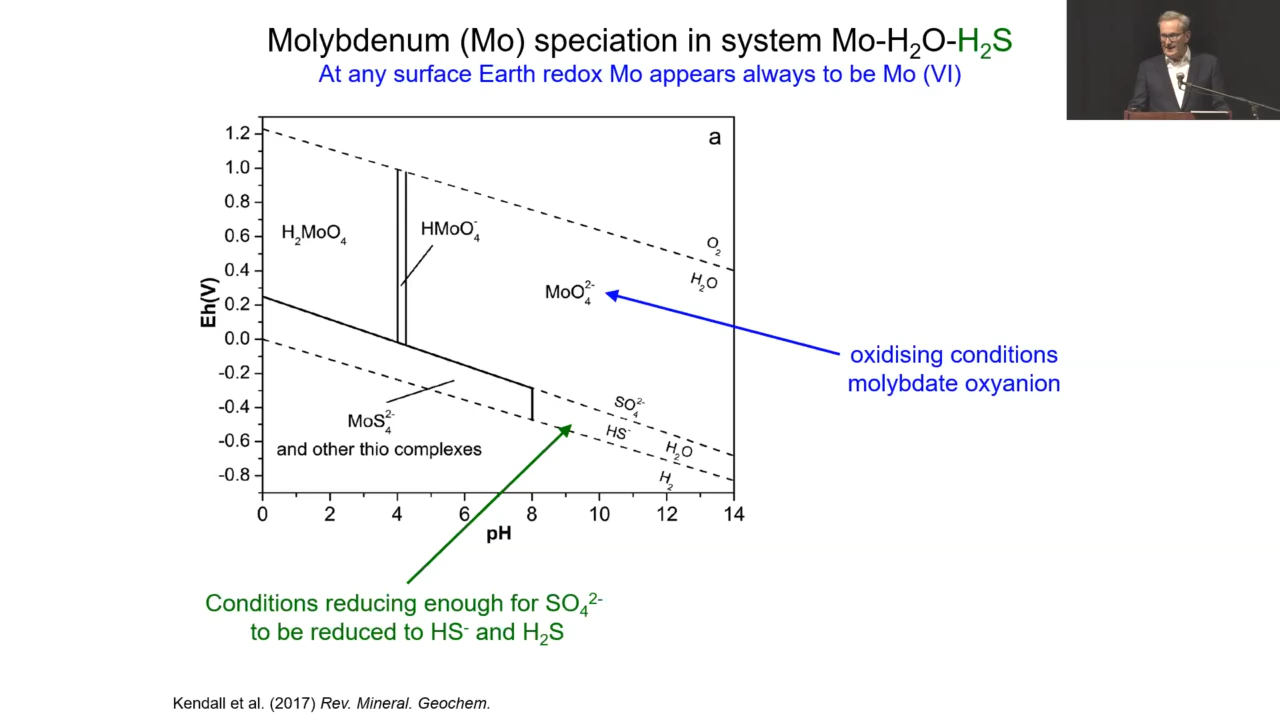 Molybdenum (Mo) speciation in system Mo-H₂O-H₂S
At any surface Earth redox Mo appears always to be Mo (VI)
a
1.2
1.0
0.8
0.6
0.4
0.2
0.0
-0.2
-0.4
-0.6
-0.8
Eh(V)
H₂MoO₄
HMoO₄⁻
MoO₄²⁻
O₂
H₂O
oxidising conditions
molybdate oxyanion
SO₄²⁻
HS⁻
H₂O
H₂
MoS₄²⁻
and other thio complexes
0 2 4 6 8 10 12 14
pH
Conditions reducing enough for SO₄²⁻
to be reduced to HS⁻ and H₂S
Kendall et al. (2017) Rev. Mineral. Geochem.